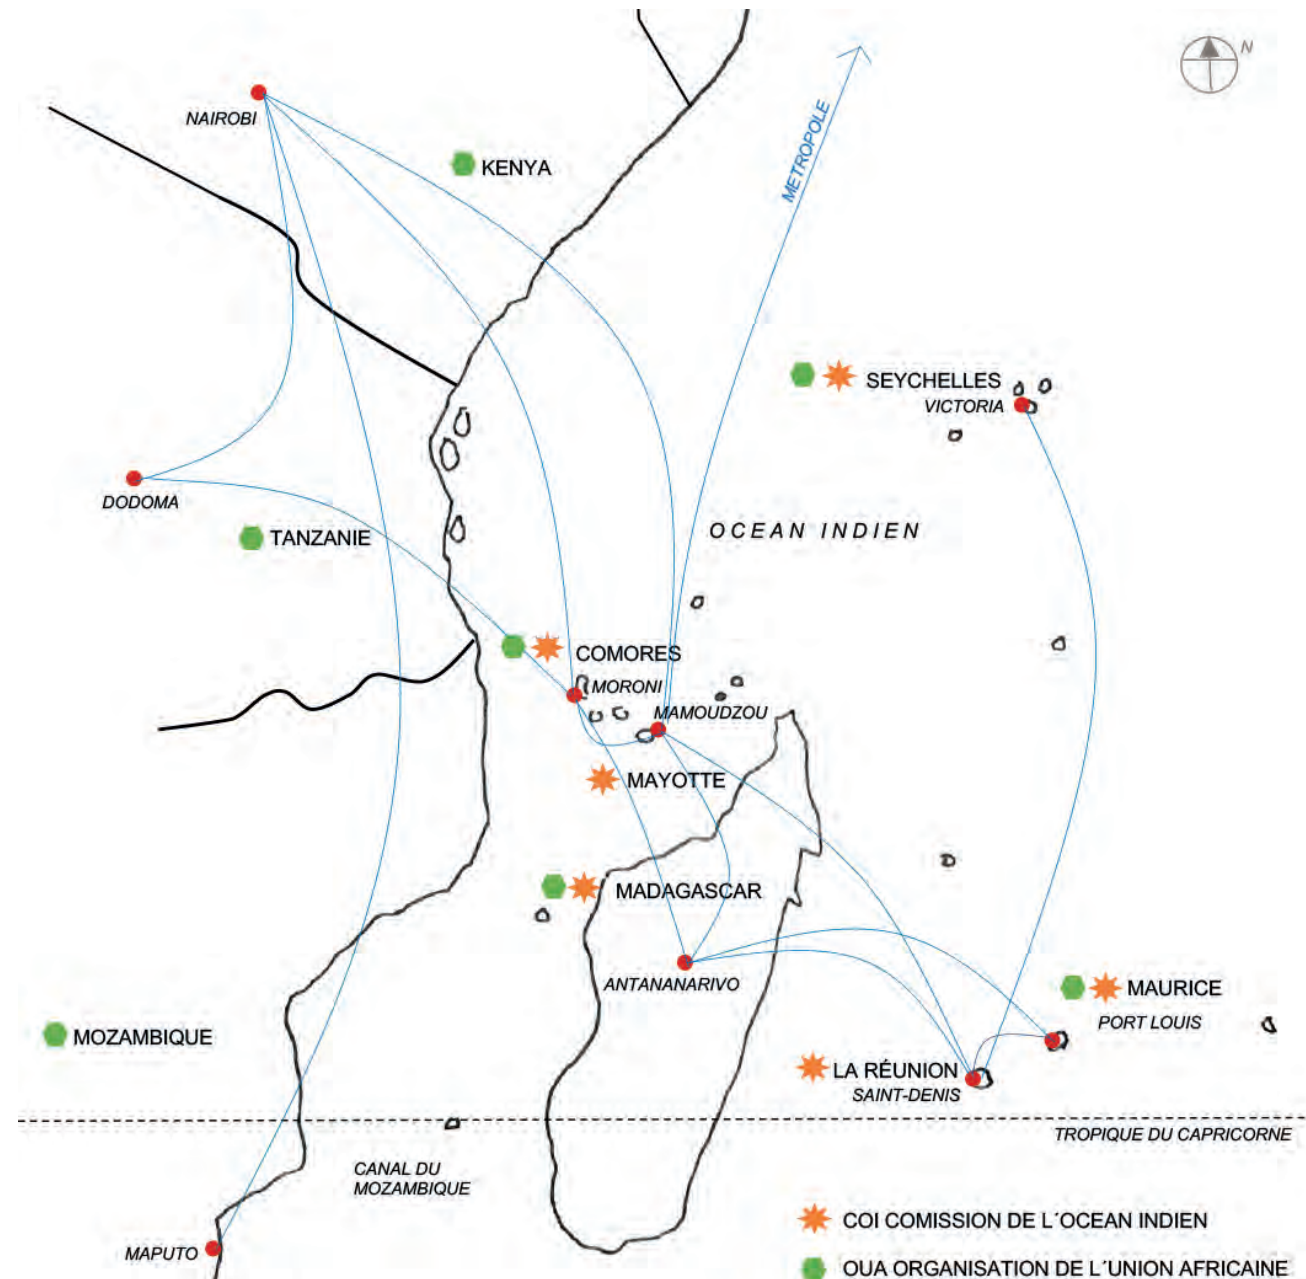 N
NAIROBI
KENYA
METROPOLE
SEYCHELLES
VICTORIA
DODOMA
TANZANIE
OCEAN INDIEN
COMORES
MORONI
MAMOUDZOU
MAYOTTE
MADAGASCAR
ANTANANARIVO
MAURICE
PORT LOUIS
MOZAMBIQUE
LA RÉUNION
SAINT-DENIS
TROPIQUE DU CAPRICORNE
CANAL DU
MOZAMBIQUE
COI COMISSION DE L´OCEAN INDIEN
MAPUTO
OUA ORGANISATION DE L´UNION AFRICAINE